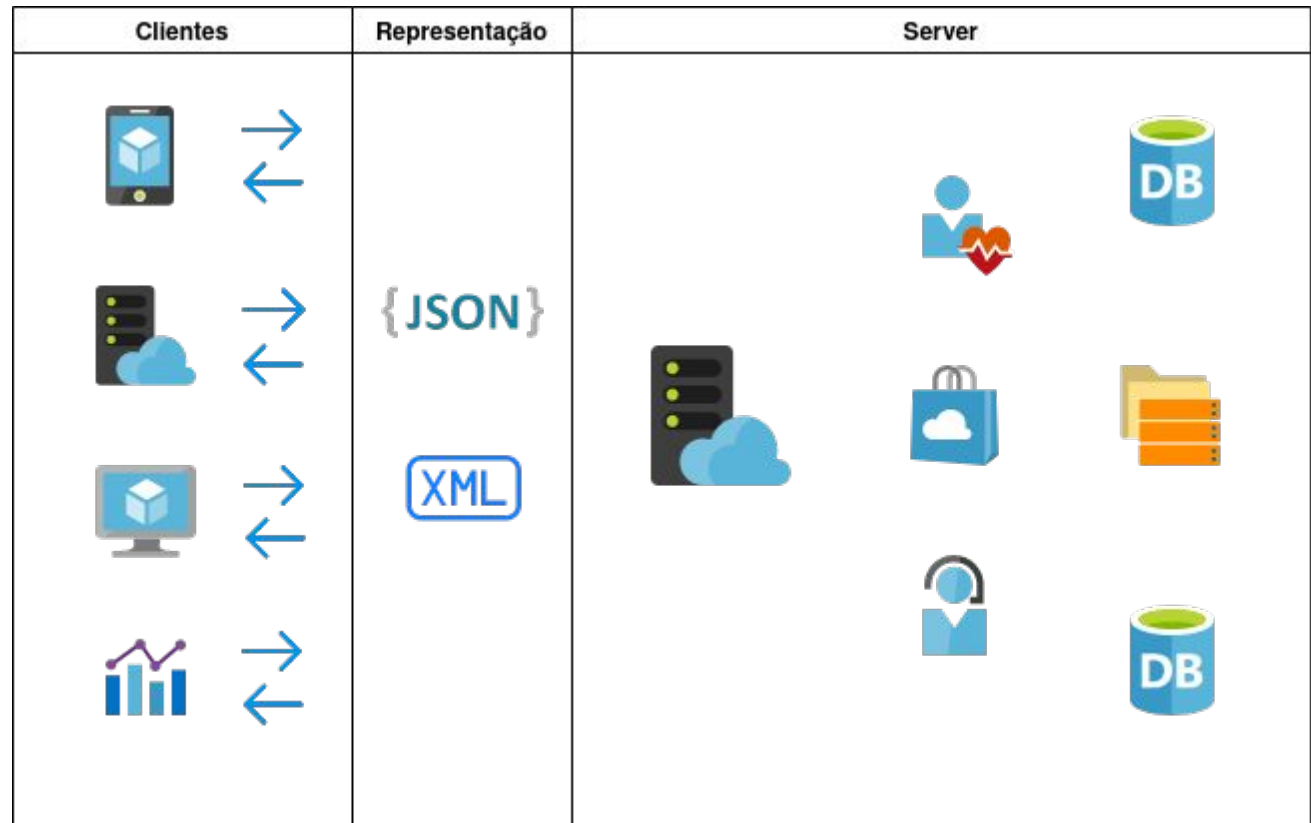 Clientes
Representação
Server
DB
{JSON}
XML
DB